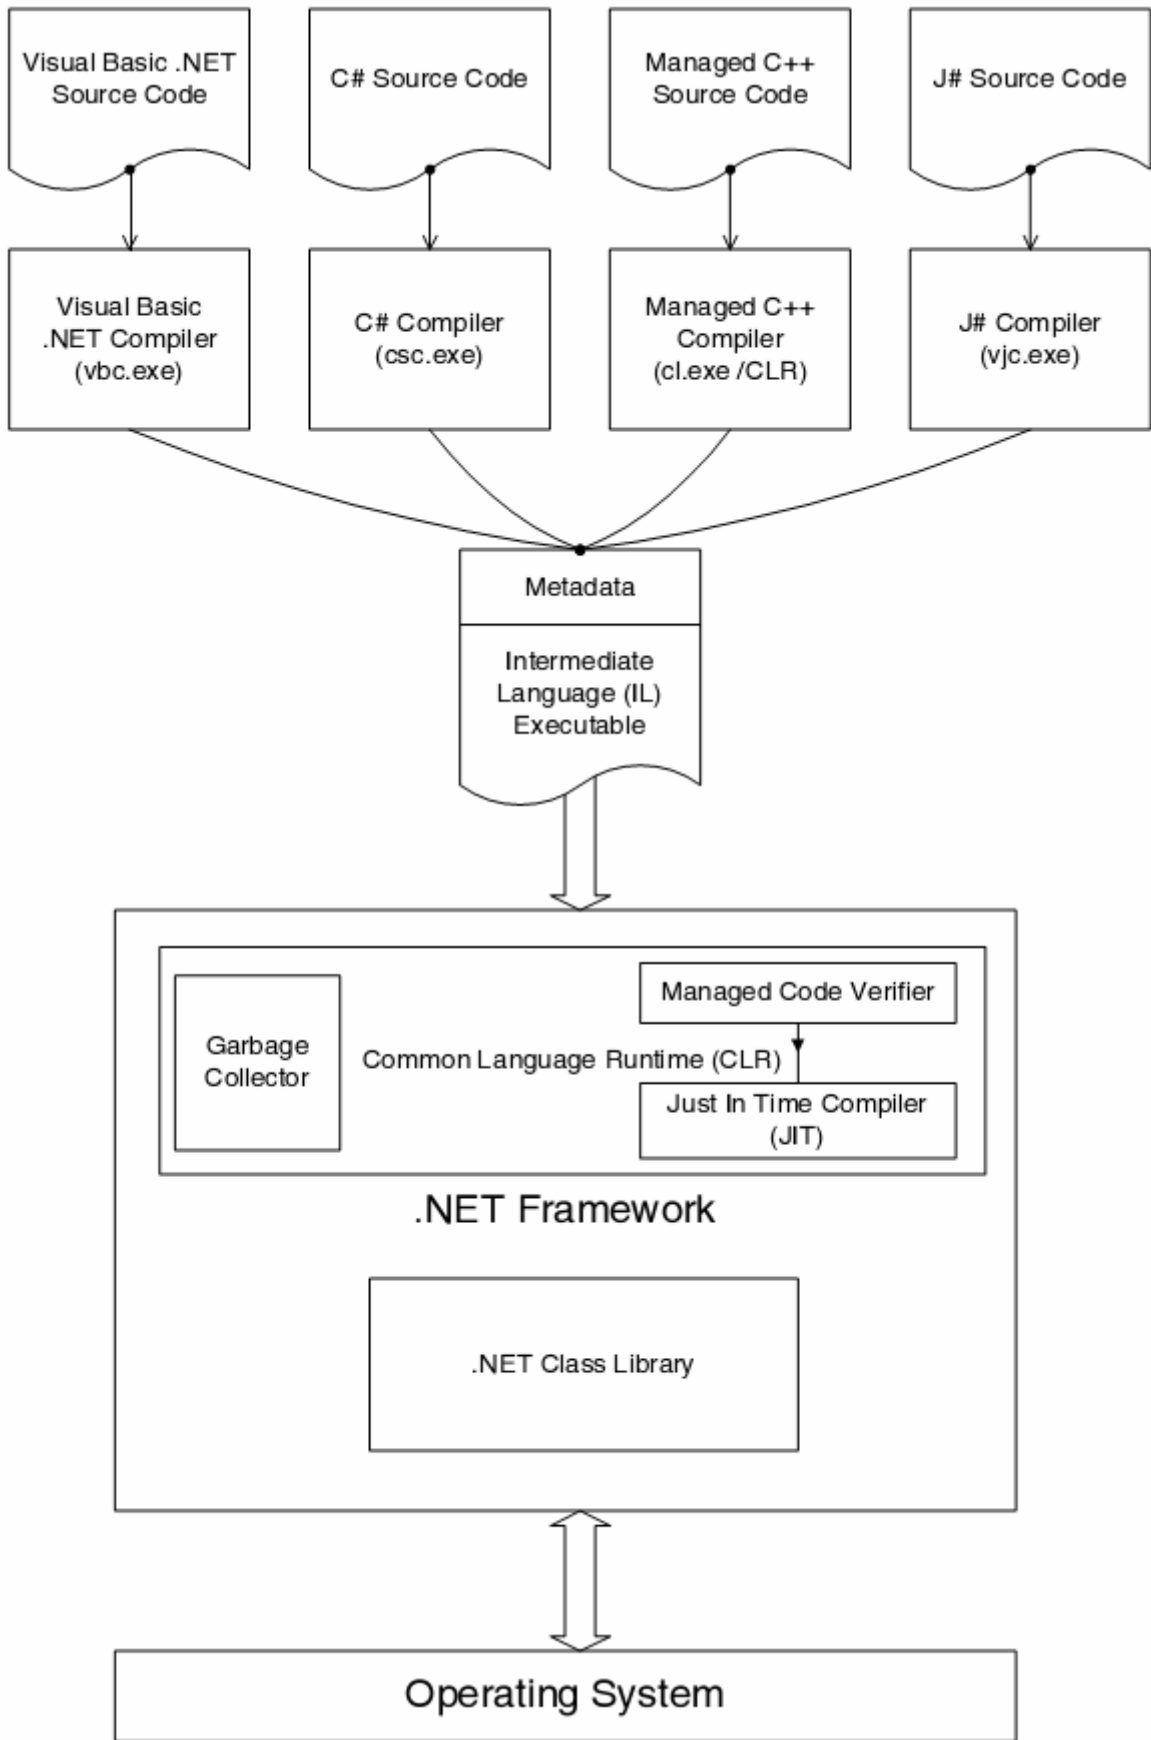 Visual Basic .NET
Source Code
C# Source Code
Managed C++
Source Code
J# Source Code
Visual Basic
.NET Compiler
(vbc.exe)
C# Compiler
(csc.exe)
Managed C++
Compiler
(cl.exe /CLR)
J# Compiler
(vjc.exe)
Metadada
Intermediate
Language (IL)
Executable
Garbage
Collector
Common Language Runtime (CLR)
Managed Code Verifier
Just In Time Compiler
(JIT)
.NET Framework
.NET Class Library
Operating System